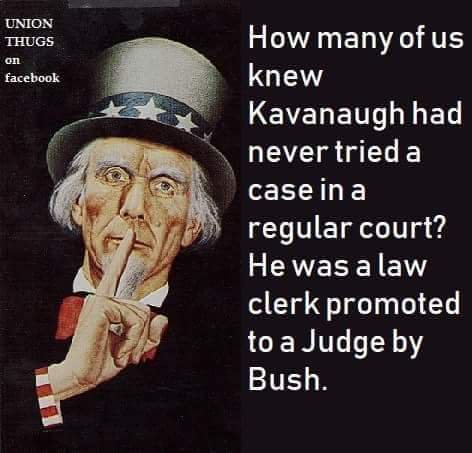 UNION
THUGS
on
facebook
How many of us
knew
Kavanaugh had
never tried a
case in a
regular court?
He was a law
clerk promoted
to a Judge by
Bush.